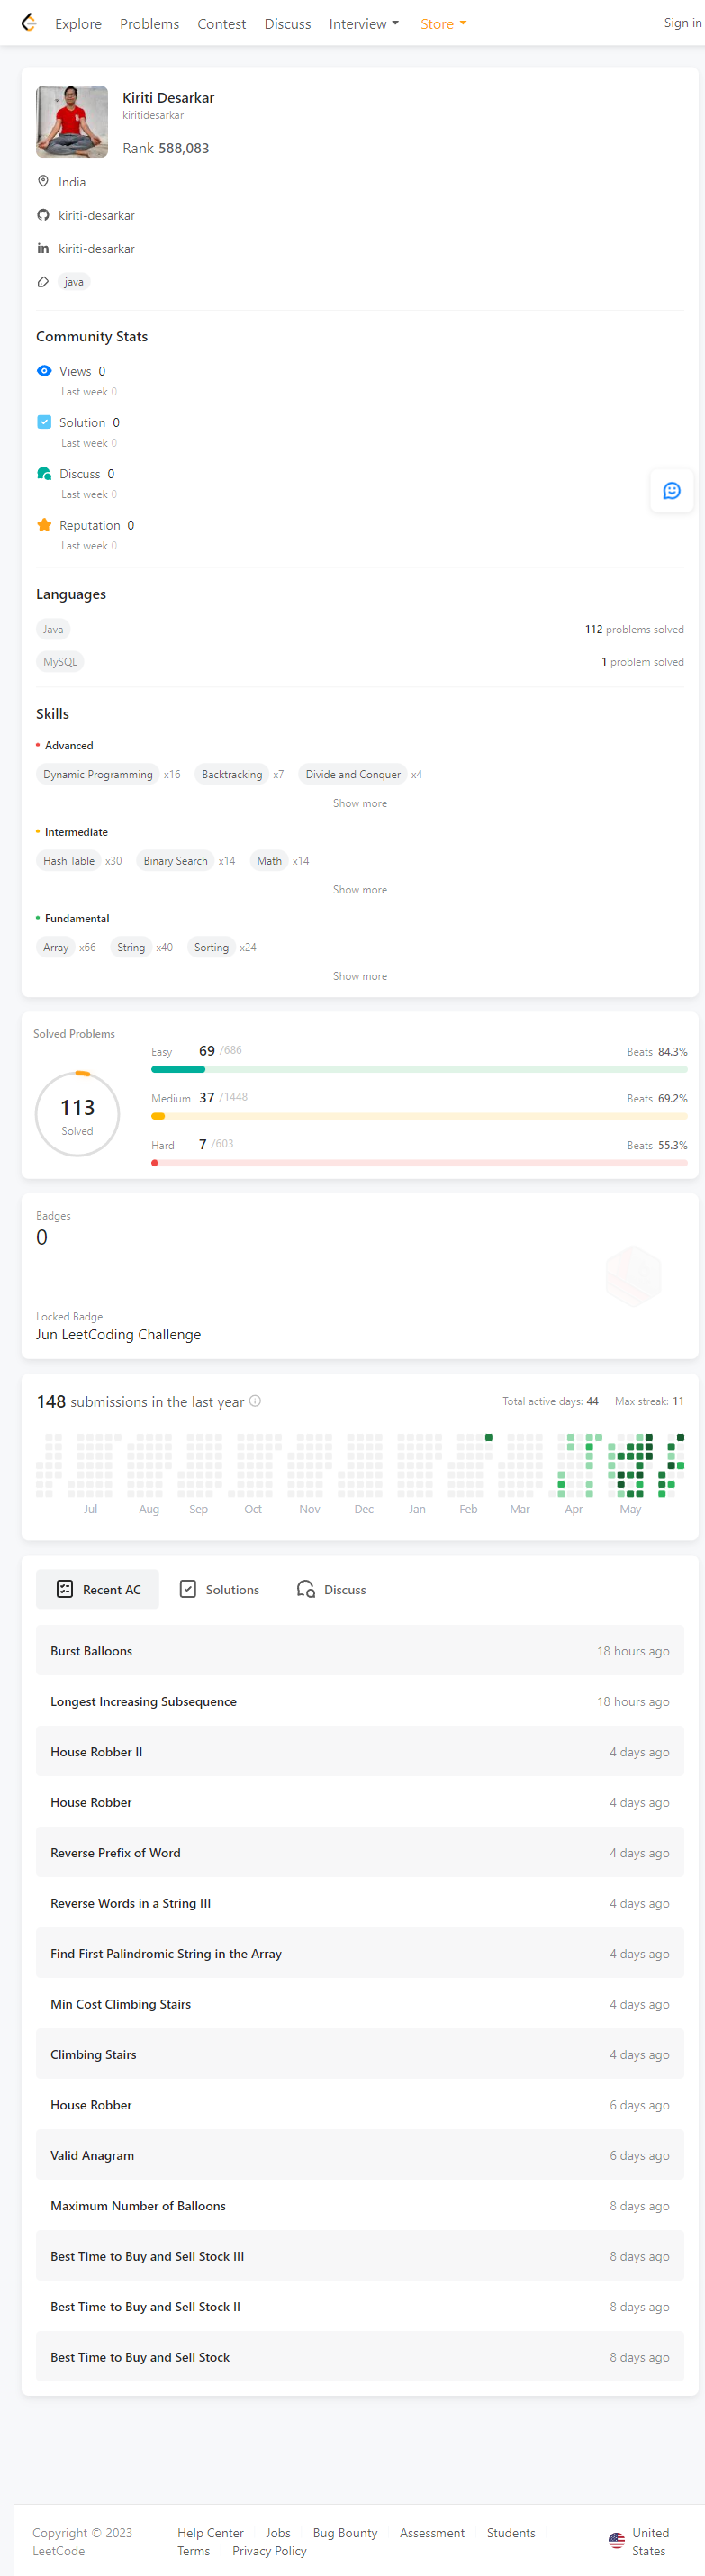 Explore Problems Contest Discuss Interview Store Sign in
Kiriti Desarkar
kiritidesarkar
Rank 588,083
India
kiriti-desarkar
kiriti-desarkar
java
Community Stats
Views 0
Last week 0
Solution 0
Last week 0
Discuss 0
Last week 0
Reputation 0
Last week 0
Languages
Java 112 problems solved
MySQL 1 problem solved
Skills
Advanced
Dynamic Programming x16 Backtracking x7 Divide and Conquer x4
Show more
Intermediate
Hash Table x30 Binary Search x14 Math x14
Show more
Fundamental
Array x66 String x40 Sorting x24
Show more
Solved Problems
113
Solved
Easy 69 /686 Beats 84.3%
Medium 37 /1448 Beats 69.2%
Hard 7 /603 Beats 55.3%
Badges
0
Locked Badge
Jun LeetCoding Challenge
148 submissions in the last year Total active days: 44 Max streak: 11
Jul Aug Sep Oct Nov Dec Jan Feb Mar Apr May
Recent AC Solutions Discuss
Burst Balloons 18 hours ago
Longest Increasing Subsequence 18 hours ago
House Robber II 4 days ago
House Robber 4 days ago
Reverse Prefix of Word 4 days ago
Reverse Words in a String III 4 days ago
Find First Palindromic String in the Array 4 days ago
Min Cost Climbing Stairs 4 days ago
Climbing Stairs 4 days ago
House Robber 6 days ago
Valid Anagram 6 days ago
Maximum Number of Balloons 8 days ago
Best Time to Buy and Sell Stock III 8 days ago
Best Time to Buy and Sell Stock II 8 days ago
Best Time to Buy and Sell Stock 8 days ago
Copyright © 2023 LeetCode
Help Center Jobs Bug Bounty Assessment Students
Terms Privacy Policy
United States